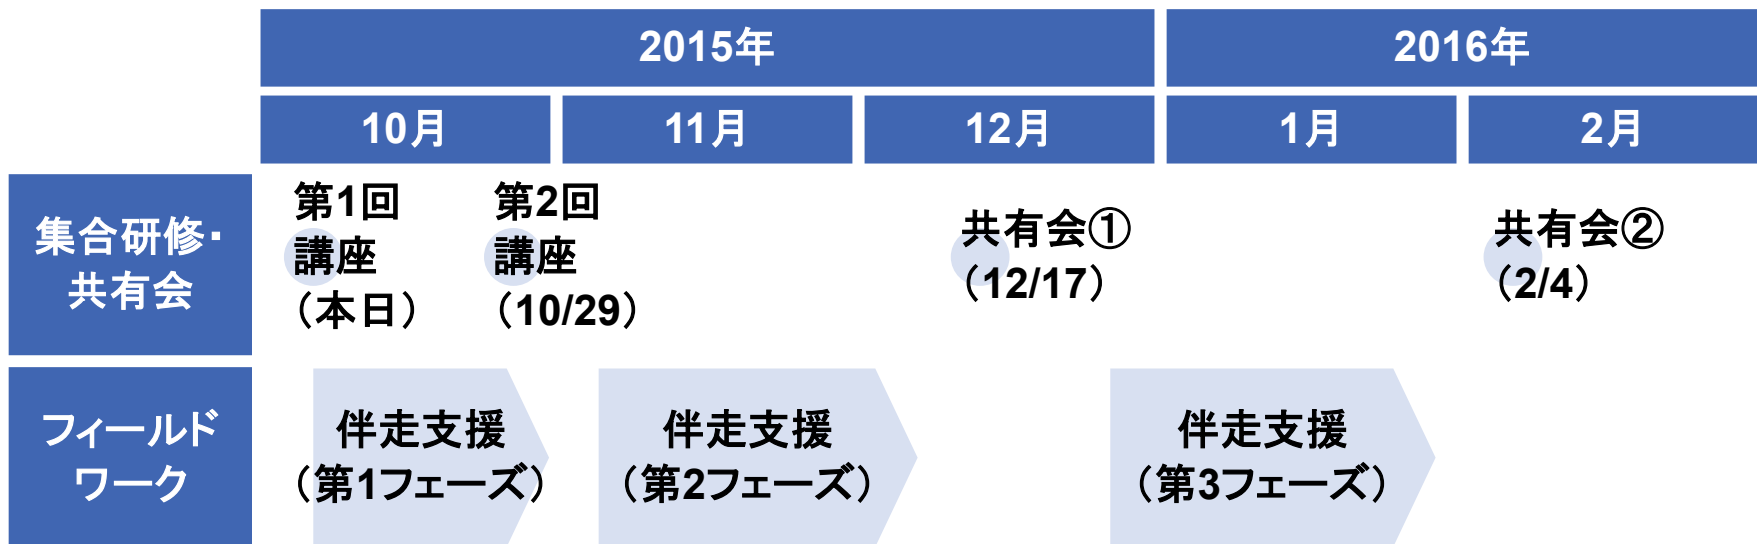 2015年
2016年
10月
11月
12月
1月
2月
集合研修・
共有会
第1回
講座
（本日）
第2回
講座
（10/29）
共有会①
（12/17）
共有会②
（2/4）
フィールド
ワーク
伴走支援
（第1フェーズ）
伴走支援
（第2フェーズ）
伴走支援
（第3フェーズ）